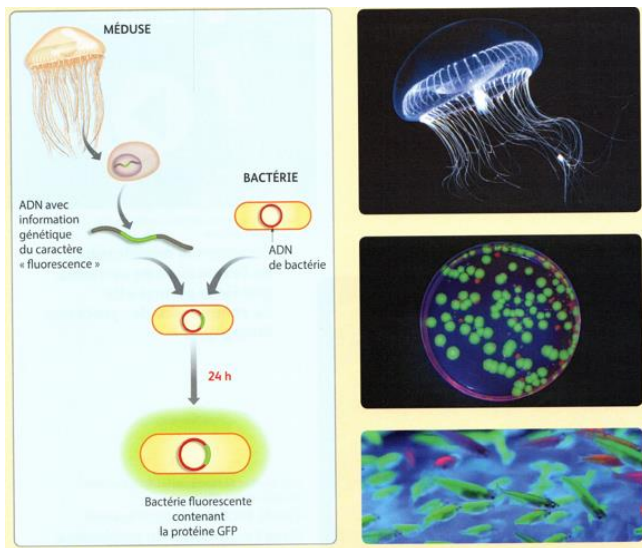 MÉDUSE
BACTÉRIE
ADN avec
information
génétique
du caractère
« fluorescence »
ADN
de bactérie
24 h
Bactérie fluorescente
contenant
la protéine GFP